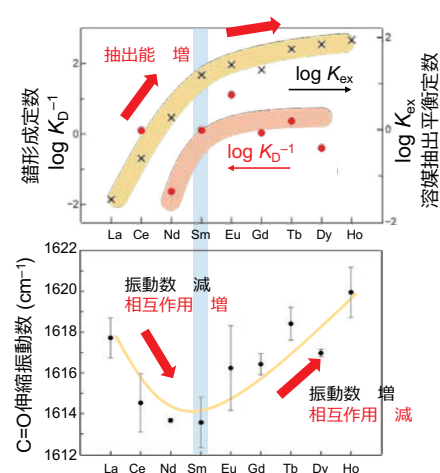 抽出能 増
log Kex
log KD−1
2
0
−2
2
0
-2
錯形成定数
log KD−1
log Kex
溶媒抽出平衡定数
La Ce Nd Sm Eu Gd Tb Dy Ho
1622
1620
1618
1616
1614
1612
C=O伸縮振動数 (cm−1)
振動数 減
相互作用 増
振動数 増
相互作用 減
La Ce Nd Sm Eu Gd Tb Dy Ho